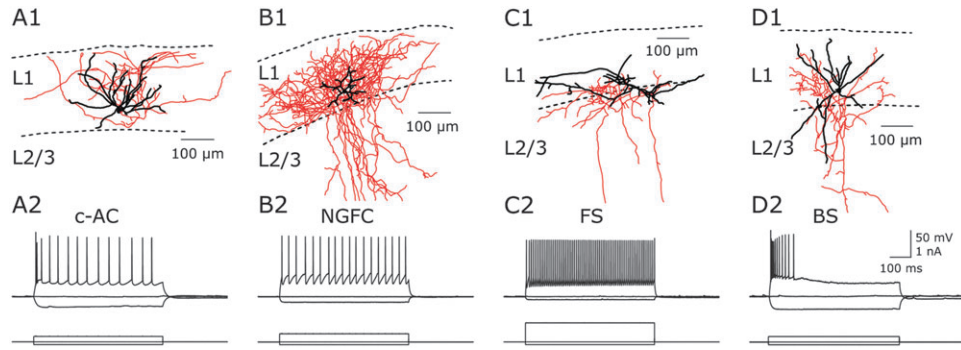 A1
B1
C1
D1
100 µm
L1
L1
L1
L1
100 µm
100 µm
100 µm
L2/3
L2/3
L2/3
L2/3
A2
B2
C2
D2
c-AC
NGFC
FS
BS
50 mV
1 nA
100 ms